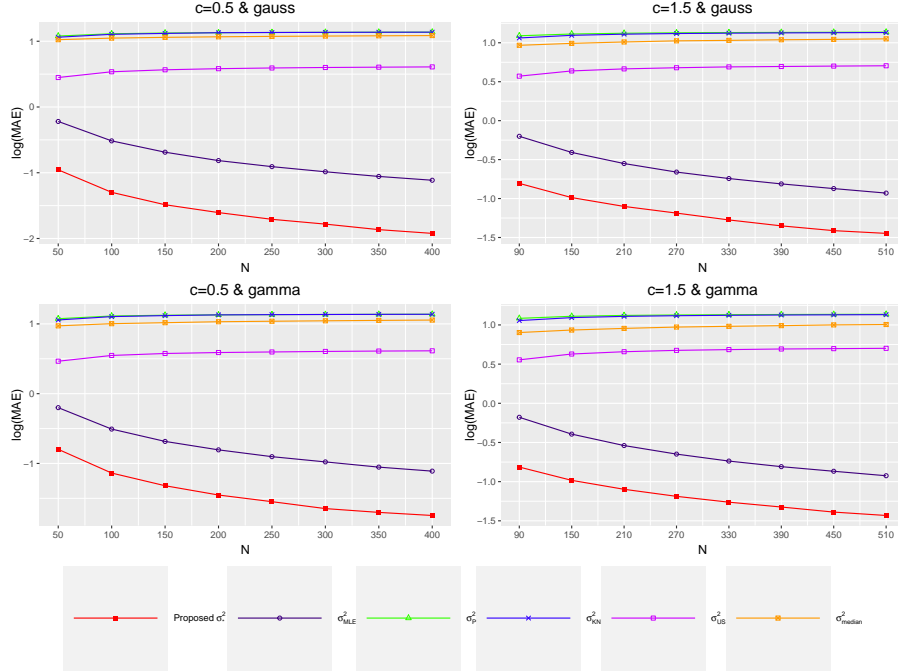 c=0.5 & gauss
log(MAE)
1
0
−1
−2
50 100 150 200 250 300 350 400
N
c=1.5 & gauss
log(MAE)
1.0
0.5
0.0
−0.5
−1.0
−1.5
90 150 210 270 330 390 450 510
N
c=0.5 & gamma
log(MAE)
1
0
−1
50 100 150 200 250 300 350 400
N
c=1.5 & gamma
log(MAE)
1.0
0.5
0.0
−0.5
−1.0
−1.5
90 150 210 270 330 390 450 510
N
Proposed σ² σ²MLE σ²P σ²KN σ²US σ²median